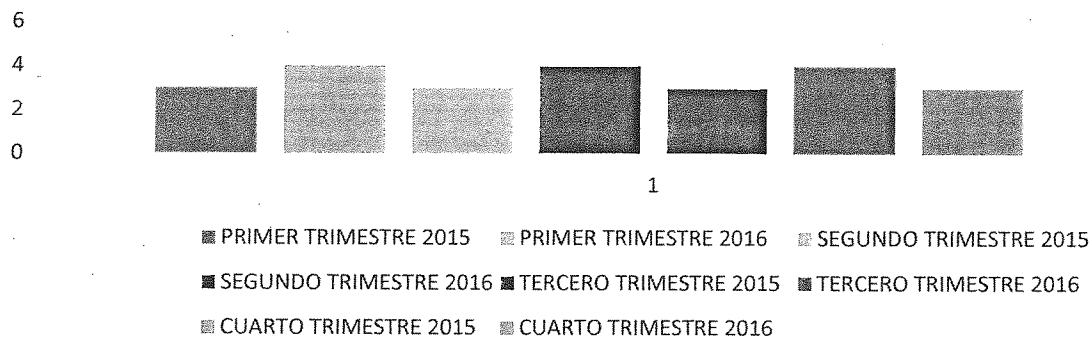 6
4
2
0
1
PRIMER TRIMESTRE 2015 PRIMER TRIMESTRE 2016 SEGUNDO TRIMESTRE 2015
SEGUNDO TRIMESTRE 2016 TERCERO TRIMESTRE 2015 TERCERO TRIMESTRE 2016
CUARTO TRIMESTRE 2015 CUARTO TRIMESTRE 2016